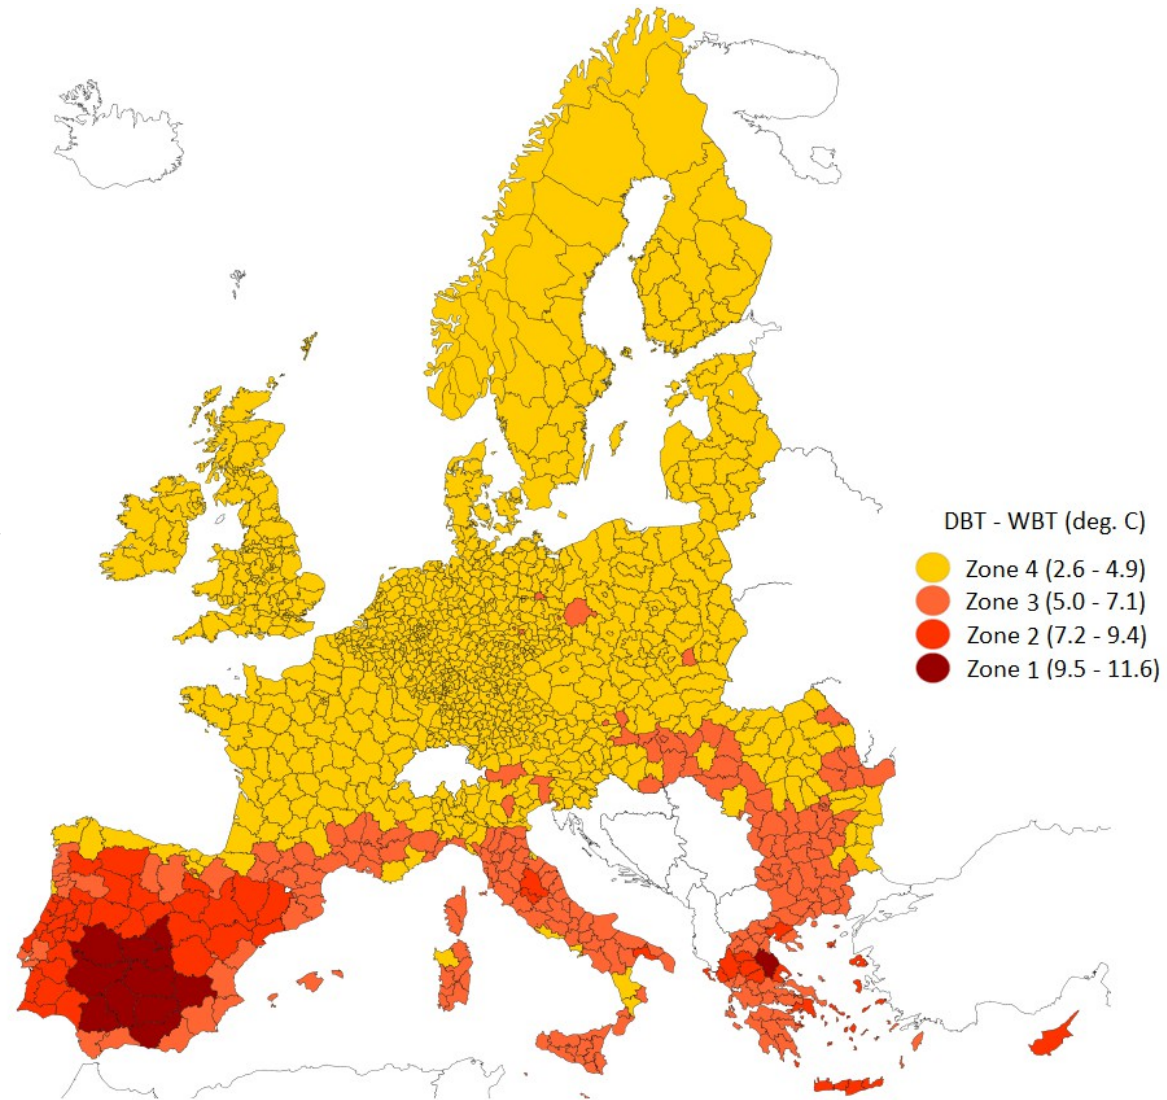 DBT - WBT (deg. C)
Zone 4 (2.6 - 4.9)
Zone 3 (5.0 - 7.1)
Zone 2 (7.2 - 9.4)
Zone 1 (9.5 - 11.6)